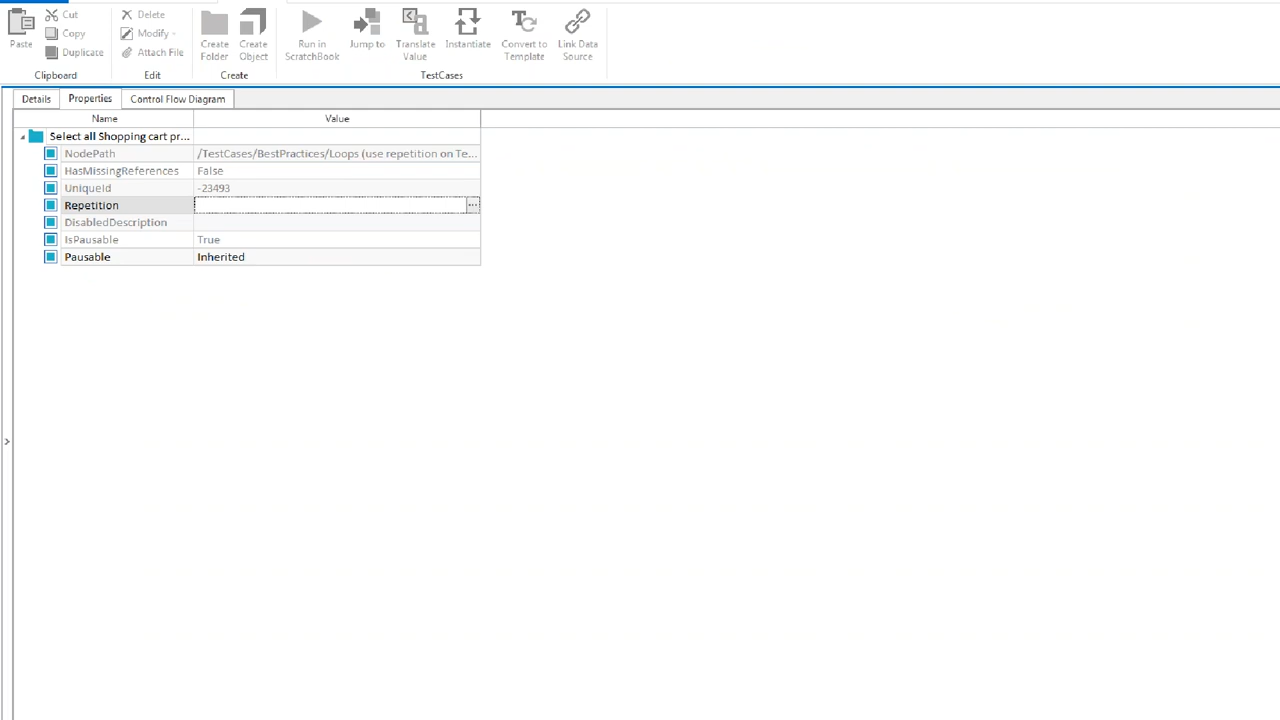 Paste
Cut
Copy
Duplicate
Clipboard
Delete
Modify
Attach File
Edit
Create Folder
Create Object
Create
Run in ScratchBook
Jump to
Translate Value
Instantiate
Convert to Template
Link Data Source
TestCases
Details Properties Control Flow Diagram
Name Value
Select all Shopping cart pr...
NodePath /TestCases/BestPractices/Loops (use repetition on Te...
HasMissingReferences False
UniqueId -23493
Repetition ...
DisabledDescription
IsPausable True
Pausable Inherited